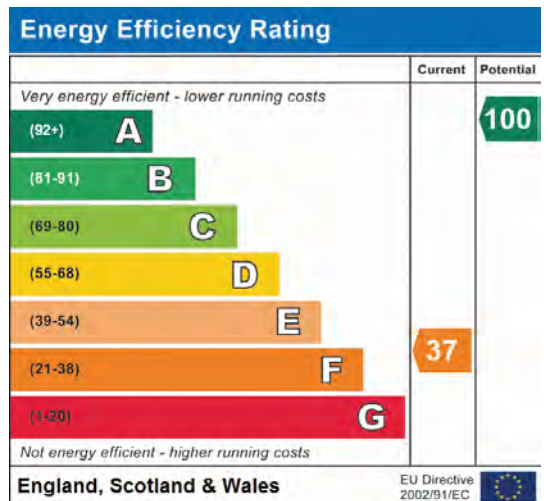 Energy Efficiency Rating
Current Potential
Very energy efficient - lower running costs
(92+) A
100
(81-91) B
(69-80) C
(55-68) D
(39-54) E
37
(21-38) F
(1-20) G
Not energy efficient - higher running costs
England, Scotland & Wales
EU Directive
2002/91/EC